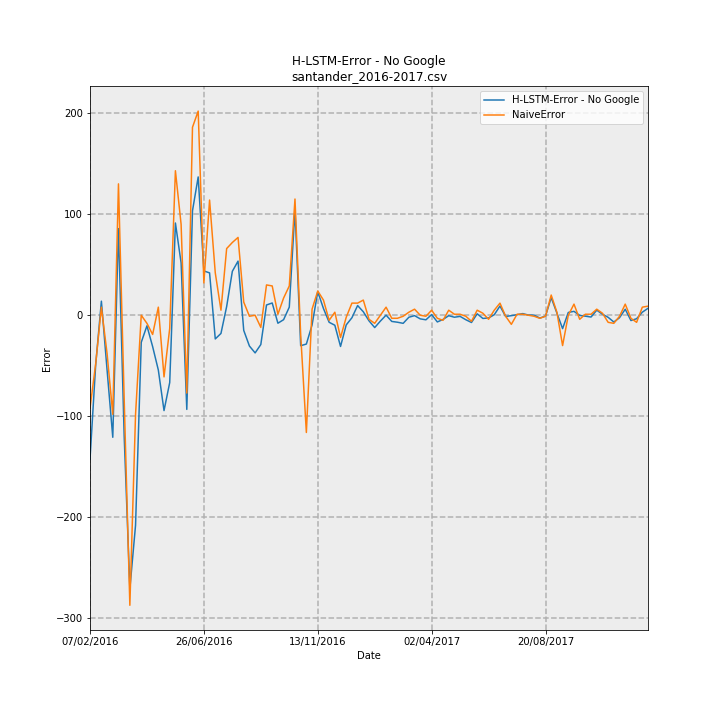 H-LSTM-Error - No Google
santander_2016-2017.csv
H-LSTM-Error - No Google
NaiveError
200
100
0
−100
−200
−300
Error
07/02/2016
26/06/2016
13/11/2016
02/04/2017
20/08/2017
Date